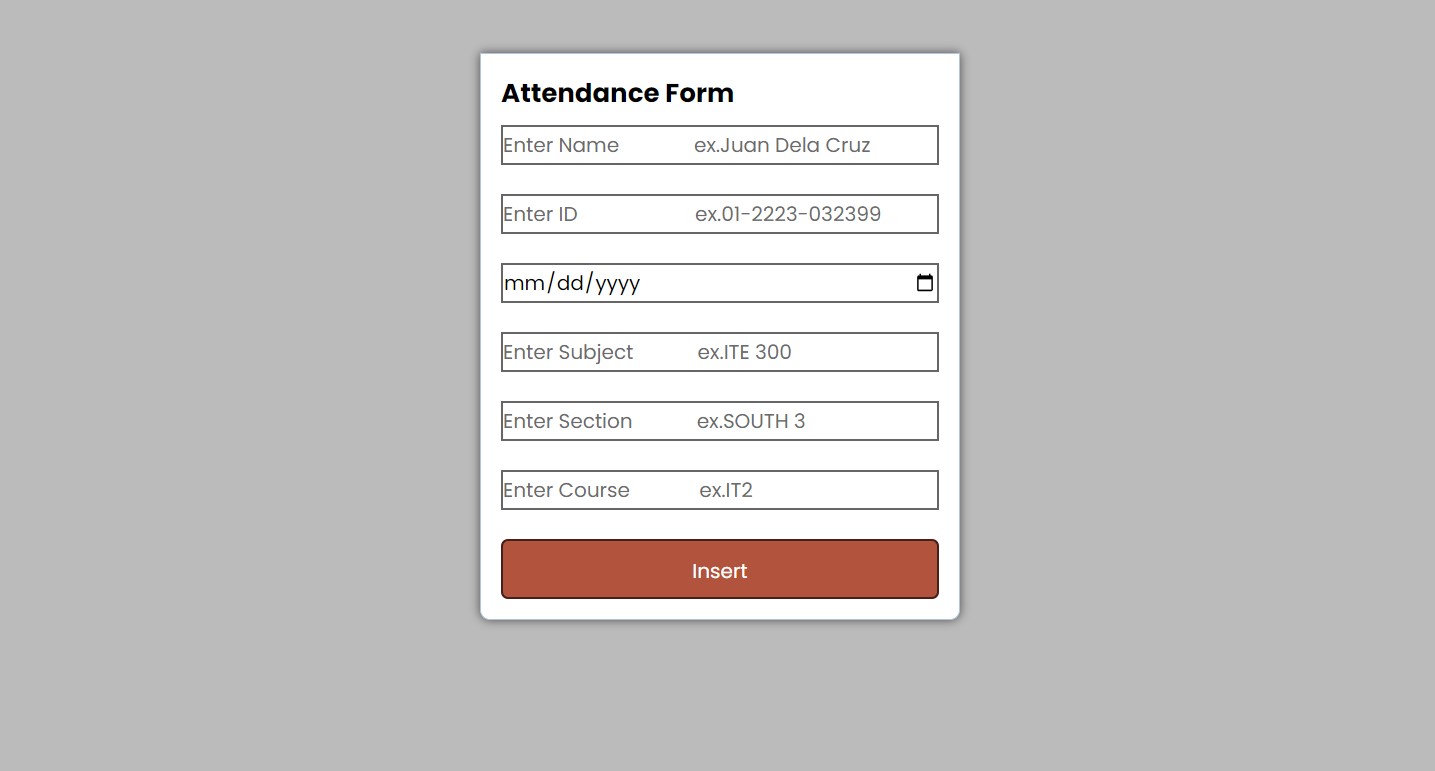 Attendance Form
Enter Name ex.Juan Dela Cruz
Enter ID ex.01-2223-032399
mm/dd/yyyy
Enter Subject ex.ITE 300
Enter Section ex.SOUTH 3
Enter Course ex.IT2
Insert